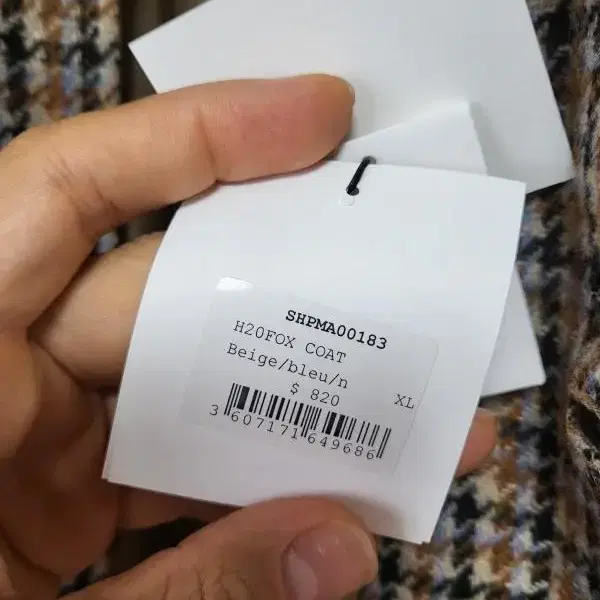 SHPMA00183
H20FOX COAT
Beige/bleu/n
$ 820 XL
3 607171 649686